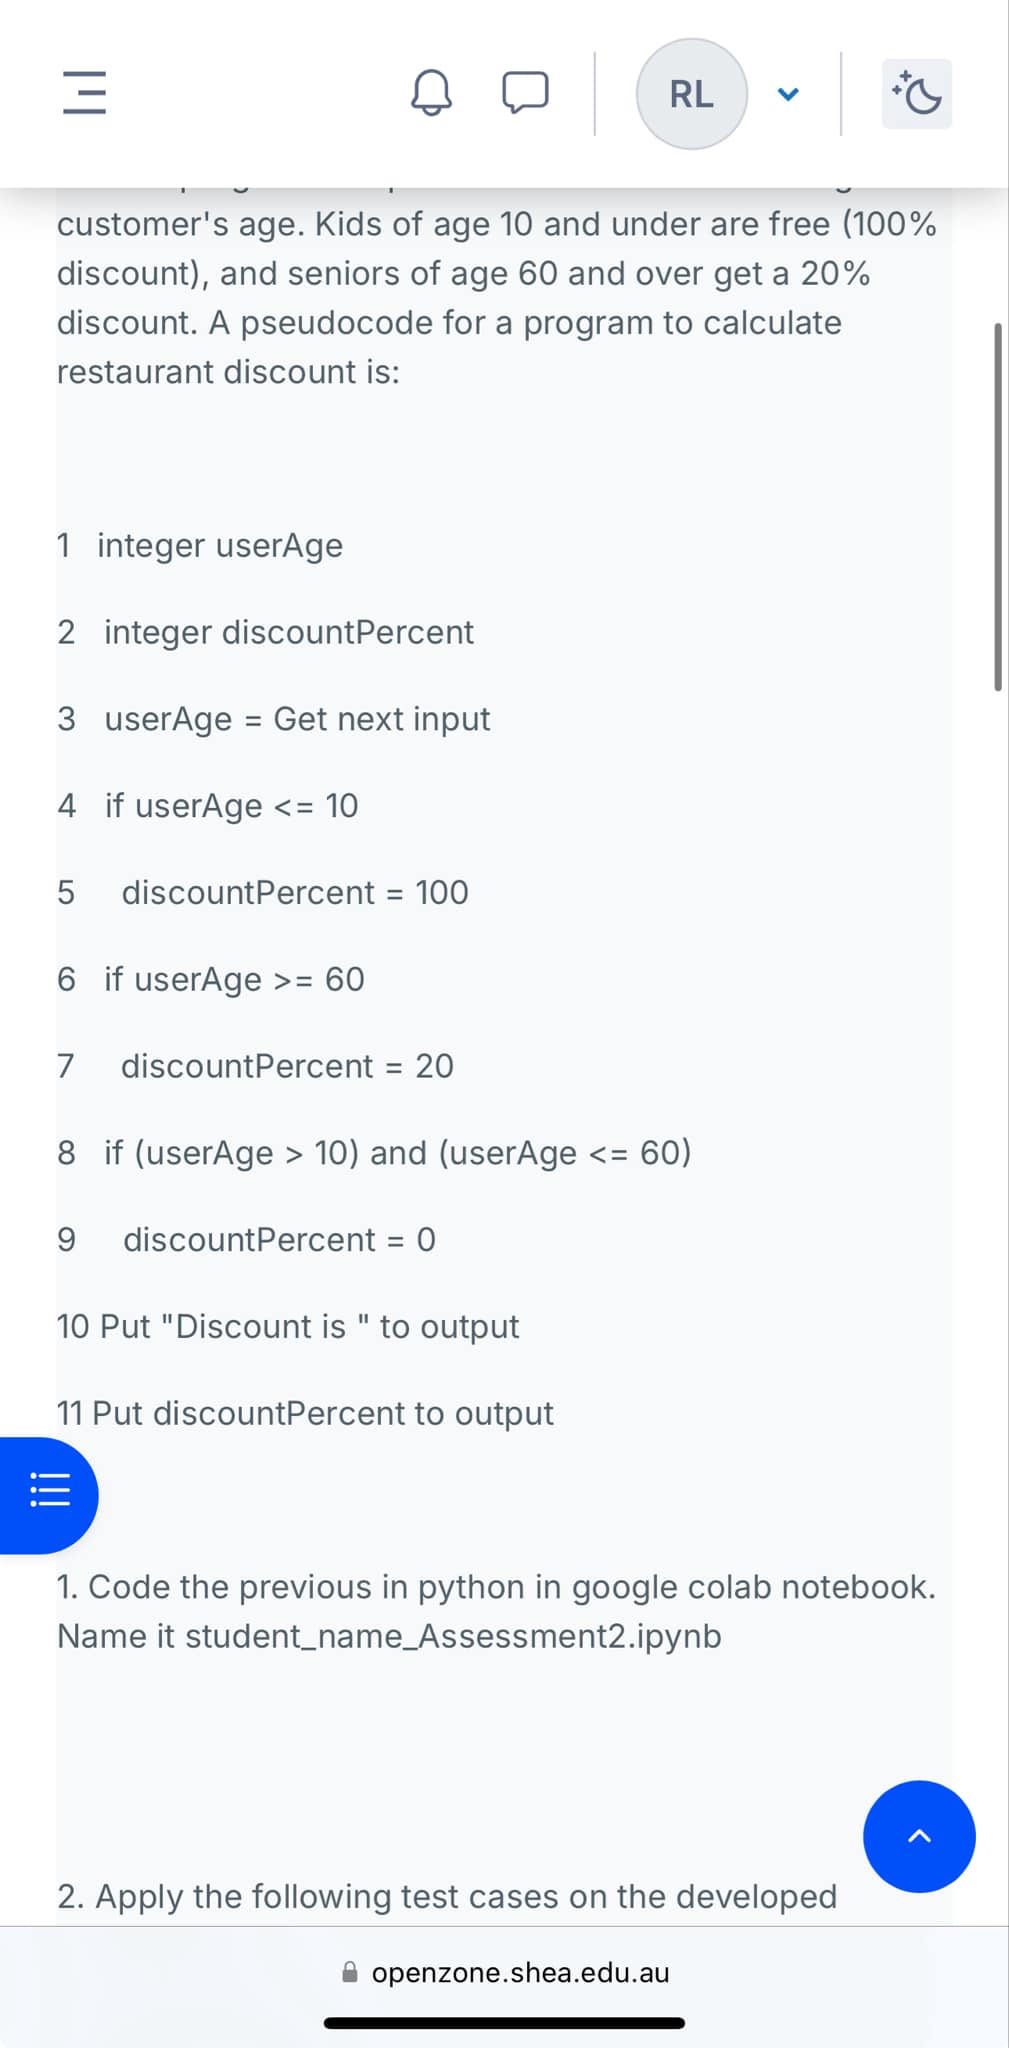 RL
customer's age. Kids of age 10 and under are free (100%
discount), and seniors of age 60 and over get a 20%
discount. A pseudocode for a program to calculate
restaurant discount is:
1 integer userAge
2 integer discountPercent
3 userAge = Get next input
4 if userAge <= 10
5 discountPercent = 100
6 if userAge >= 60
7 discountPercent = 20
8 if (userAge > 10) and (userAge <= 60)
9 discountPercent = 0
10 Put "Discount is " to output
11 Put discountPercent to output
1. Code the previous in python in google colab notebook.
Name it student_name_Assessment2.ipynb
2. Apply the following test cases on the developed
openzone.shea.edu.au